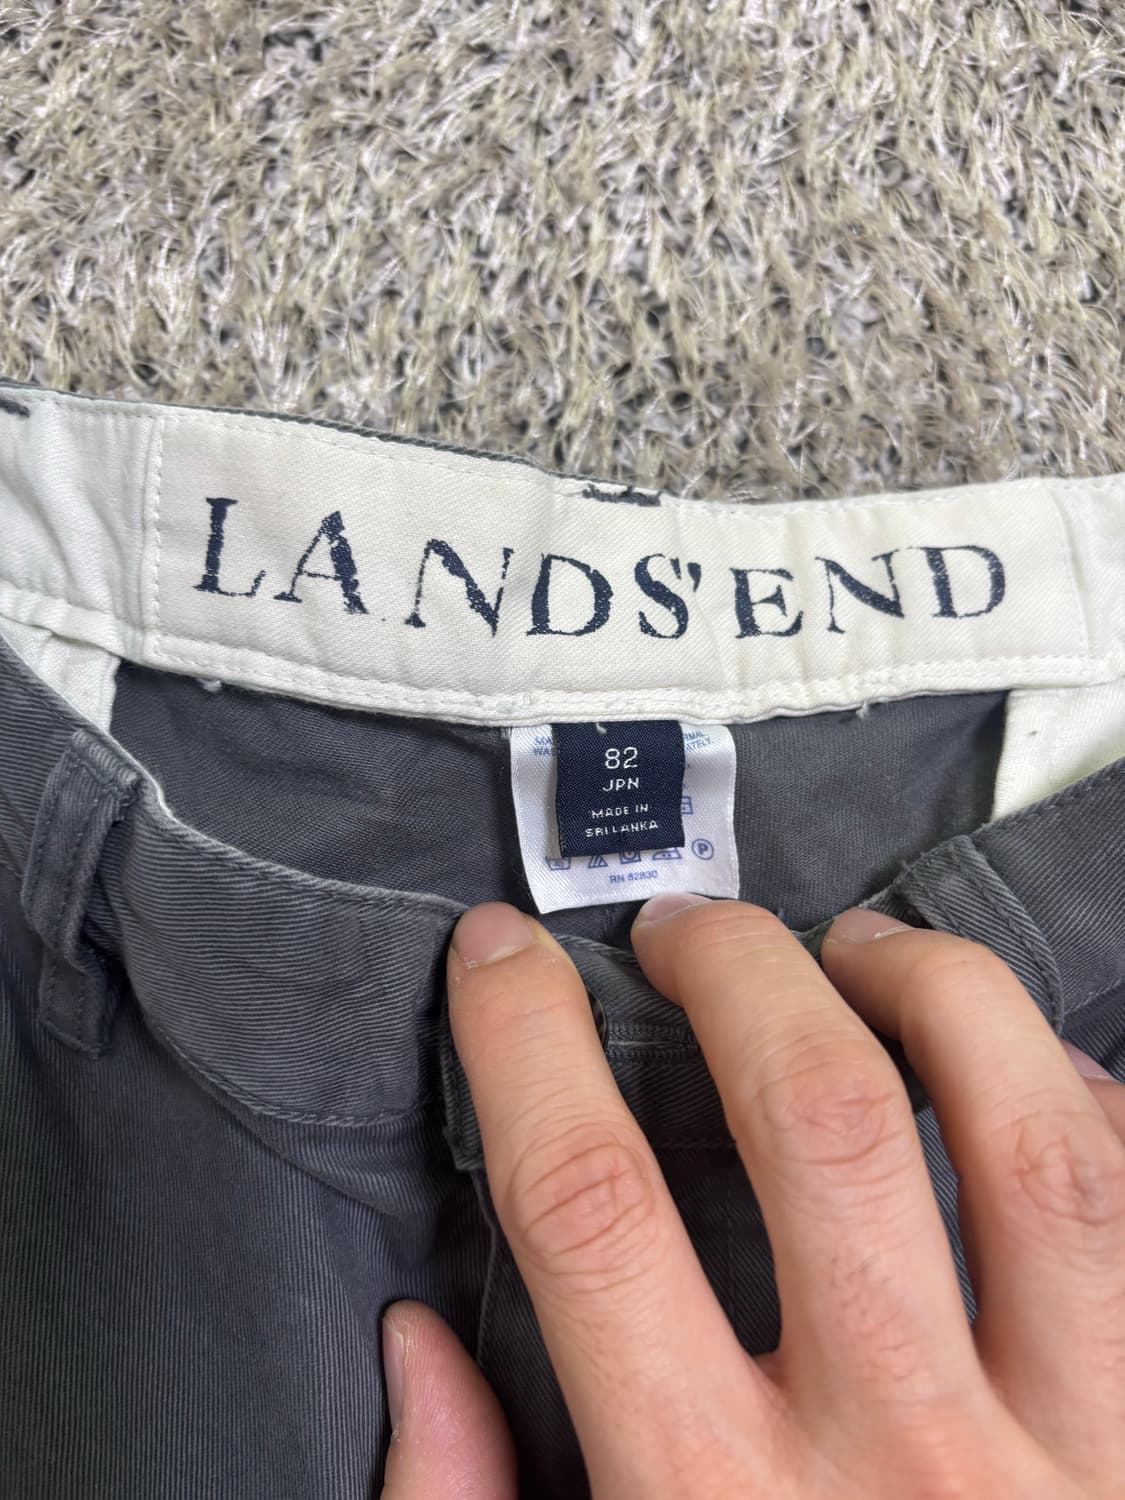 LANDS' END
82
JPN
MADE IN
SRI LANKA
RN 82830